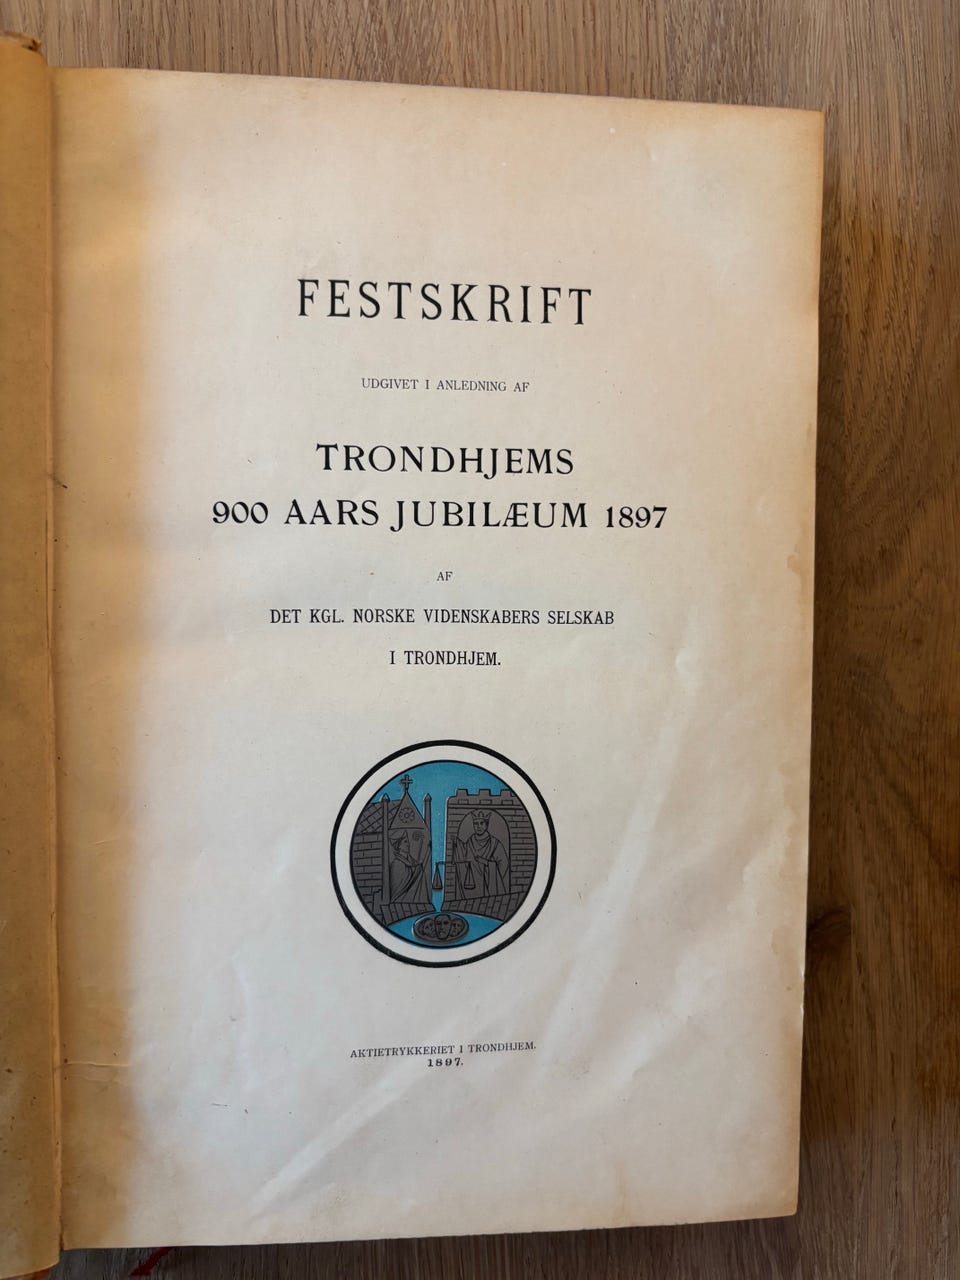 FESTSKRIFT
UDGIVET I ANLEDNING AF
TRONDHJEMS
900 AARS JUBILÆUM 1897
AF
DET KGL. NORSKE VIDENSKABERS SELSKAB
I TRONDHJEM.
AKTIETRYKKERIET I TRONDHJEM.
1897.